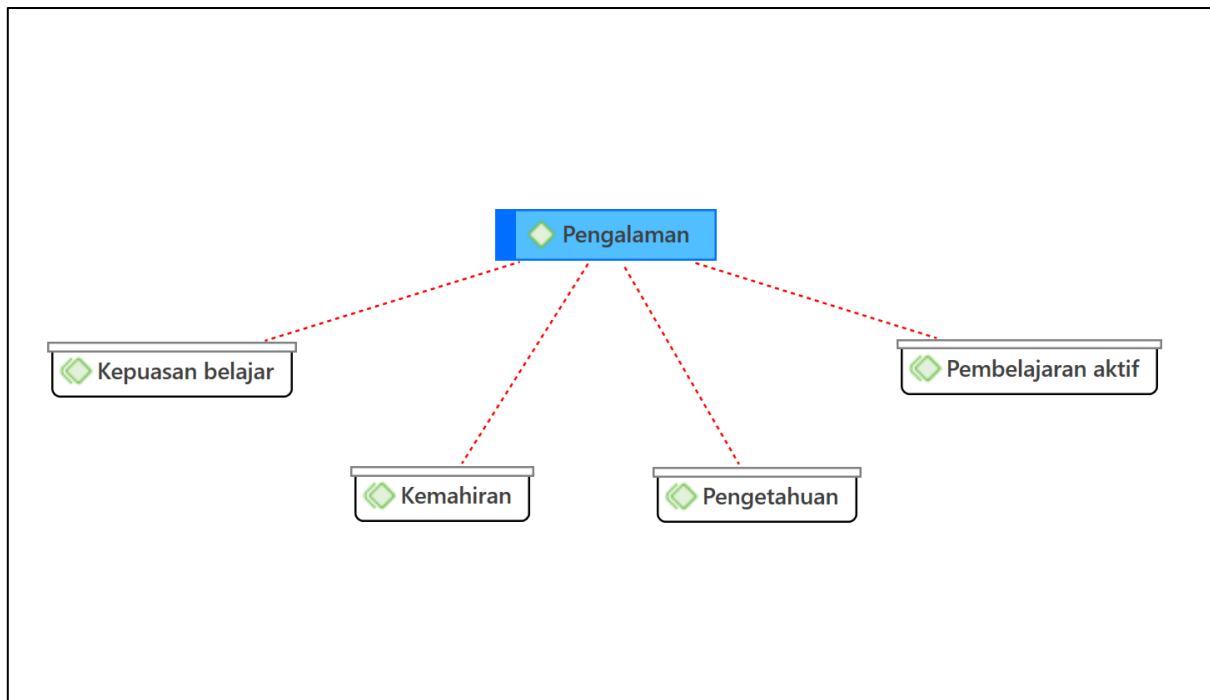 Pengalaman
Kepuasan belajar
Pembelajaran aktif
Kemahiran
Pengetahuan